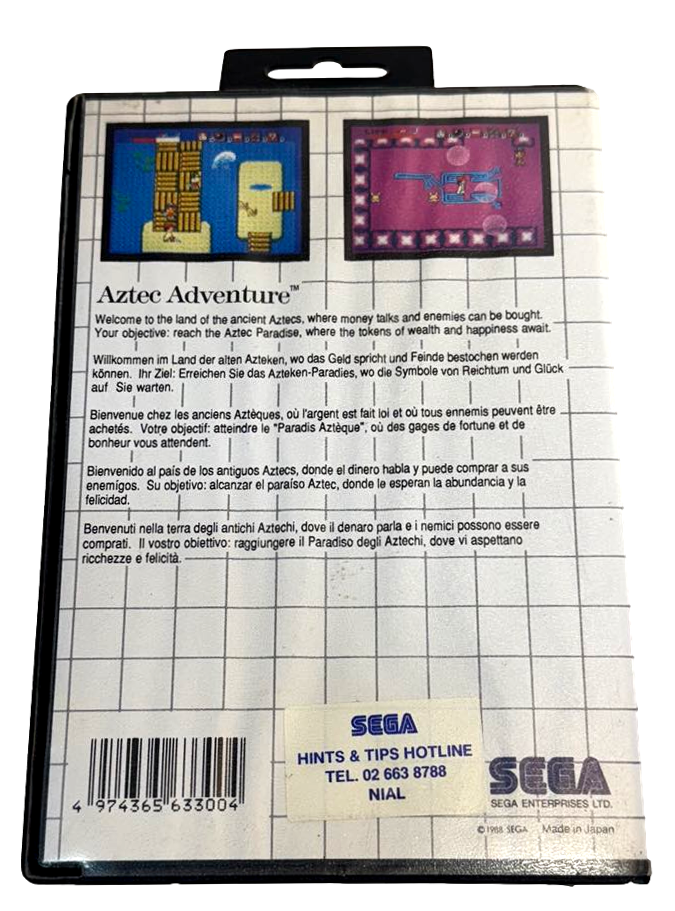 Aztec Adventure™
Welcome to the land of the ancient Aztecs, where money talks and enemies can be bought.
Your objective: reach the Aztec Paradise, where the tokens of wealth and happiness await.
Willkommen im Land der alten Azteken, wo das Geld spricht und Feinde bestochen werden
können. Ihr Ziel: Erreichen Sie das Azteken-Paradies, wo die Symbole von Reichtum und Glück
auf Sie warten.
Bienvenue chez les anciens Aztèques, où l'argent est fait loi et où tous ennemis peuvent être
achetés. Votre objectif: atteindre le "Paradis Aztèque", où des gages de fortune et de
bonheur vous attendent.
Bienvenido al país de los antiguos Aztecs, donde el dinero habla y puede comprar a sus
enemigos. Su objetivo: alcanzar el paraíso Aztec, donde le esperan la abundancia y la
felicidad.
Benvenuti nella terra degli antichi Aztechi, dove il denaro parla e i nemici possono essere
comprati. Il vostro obiettivo: raggiungere il Paradiso degli Aztechi, dove vi aspettano
ricchezze e felicità.
SEGA
HINTS & TIPS HOTLINE
TEL. 02 663 8788
NIAL
4 974365 633004
SEGA
SEGA ENTERPRISES LTD.
©1988 SEGA Made in Japan